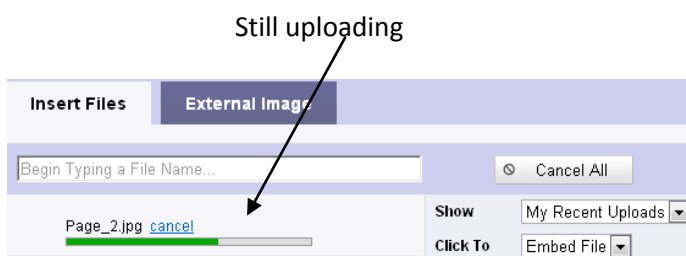 Still uploading
Insert Files External Image
Begin Typing a File Name... Cancel All
Show My Recent Uploads
Page_2.jpg cancel
Click To Embed File